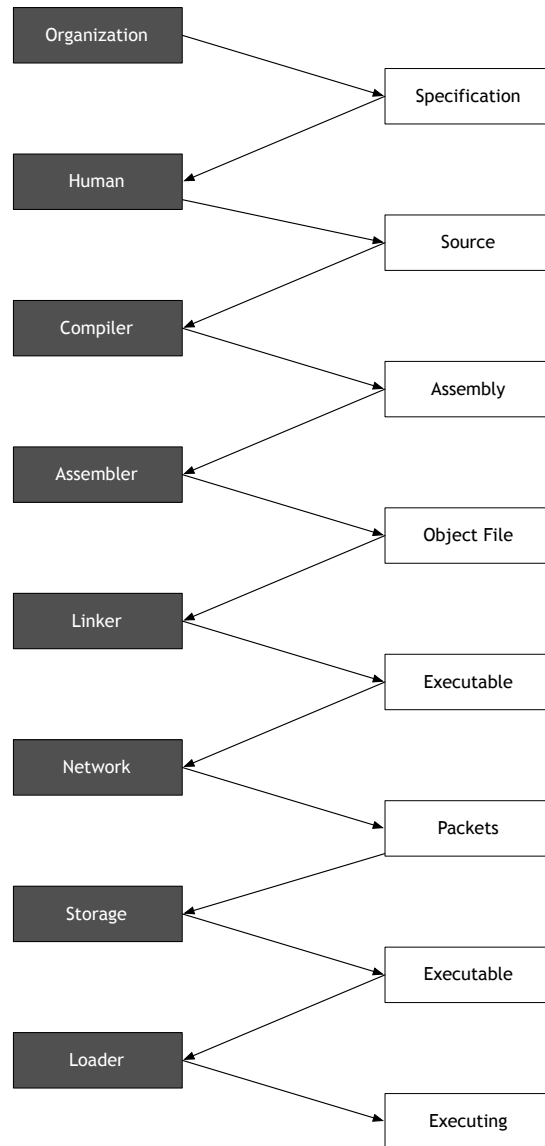 Organization
Specification
Human
Source
Compiler
Assembly
Assembler
Object File
Linker
Executable
Network
Packets
Storage
Executable
Loader
Executing